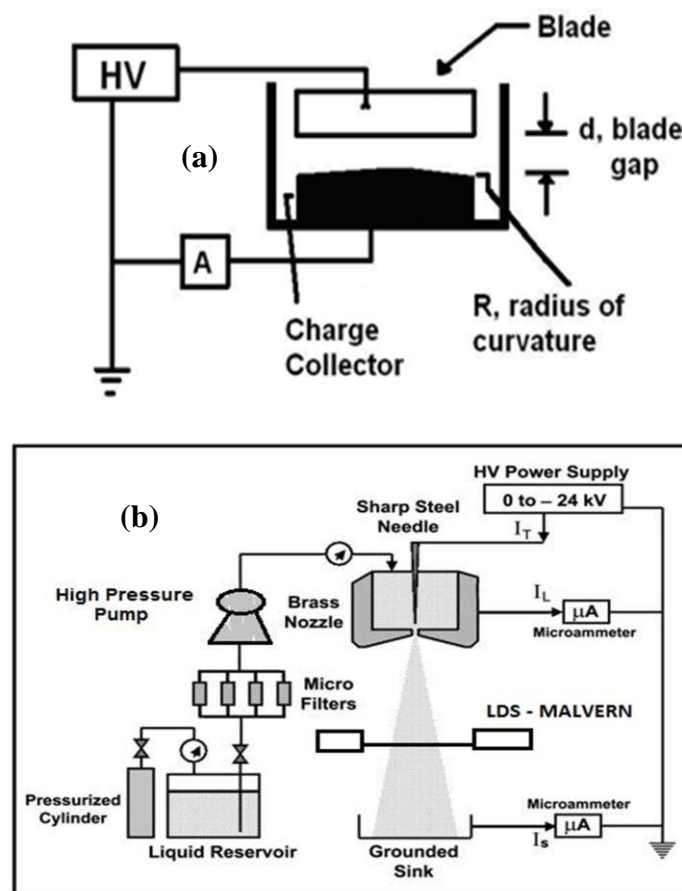 Blade
HV
(a)
d, blade
gap
A
R, radius of
curvature
Charge
Collector
(b)
HV Power Supply
0 to – 24 kV
Sharp Steel
Needle
I_T
High Pressure
Pump
Brass
Nozzle
I_L
μA
Microammeter
Micro
Filters
LDS - MALVERN
Pressurized
Cylinder
Liquid Reservoir
Grounded
Sink
Microammeter
μA
I_s